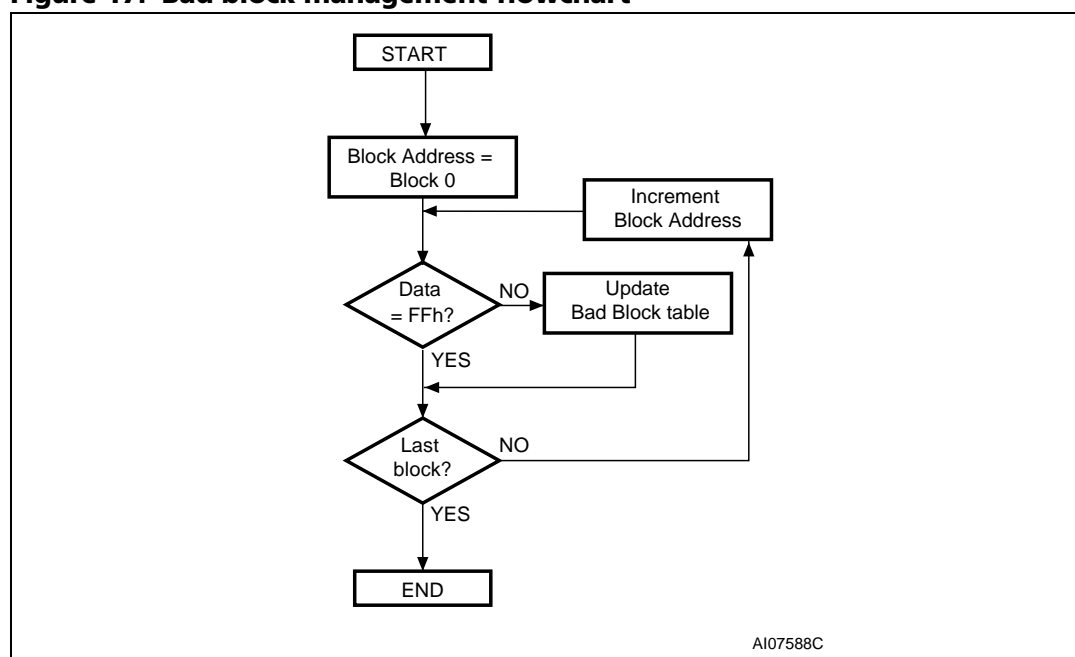 Figure 17. Bad block management flowchart
START
Block Address =
Block 0
Increment
Block Address
Data
= FFh?
NO
Update
Bad Block table
YES
Last
block?
NO
YES
END
AI07588C